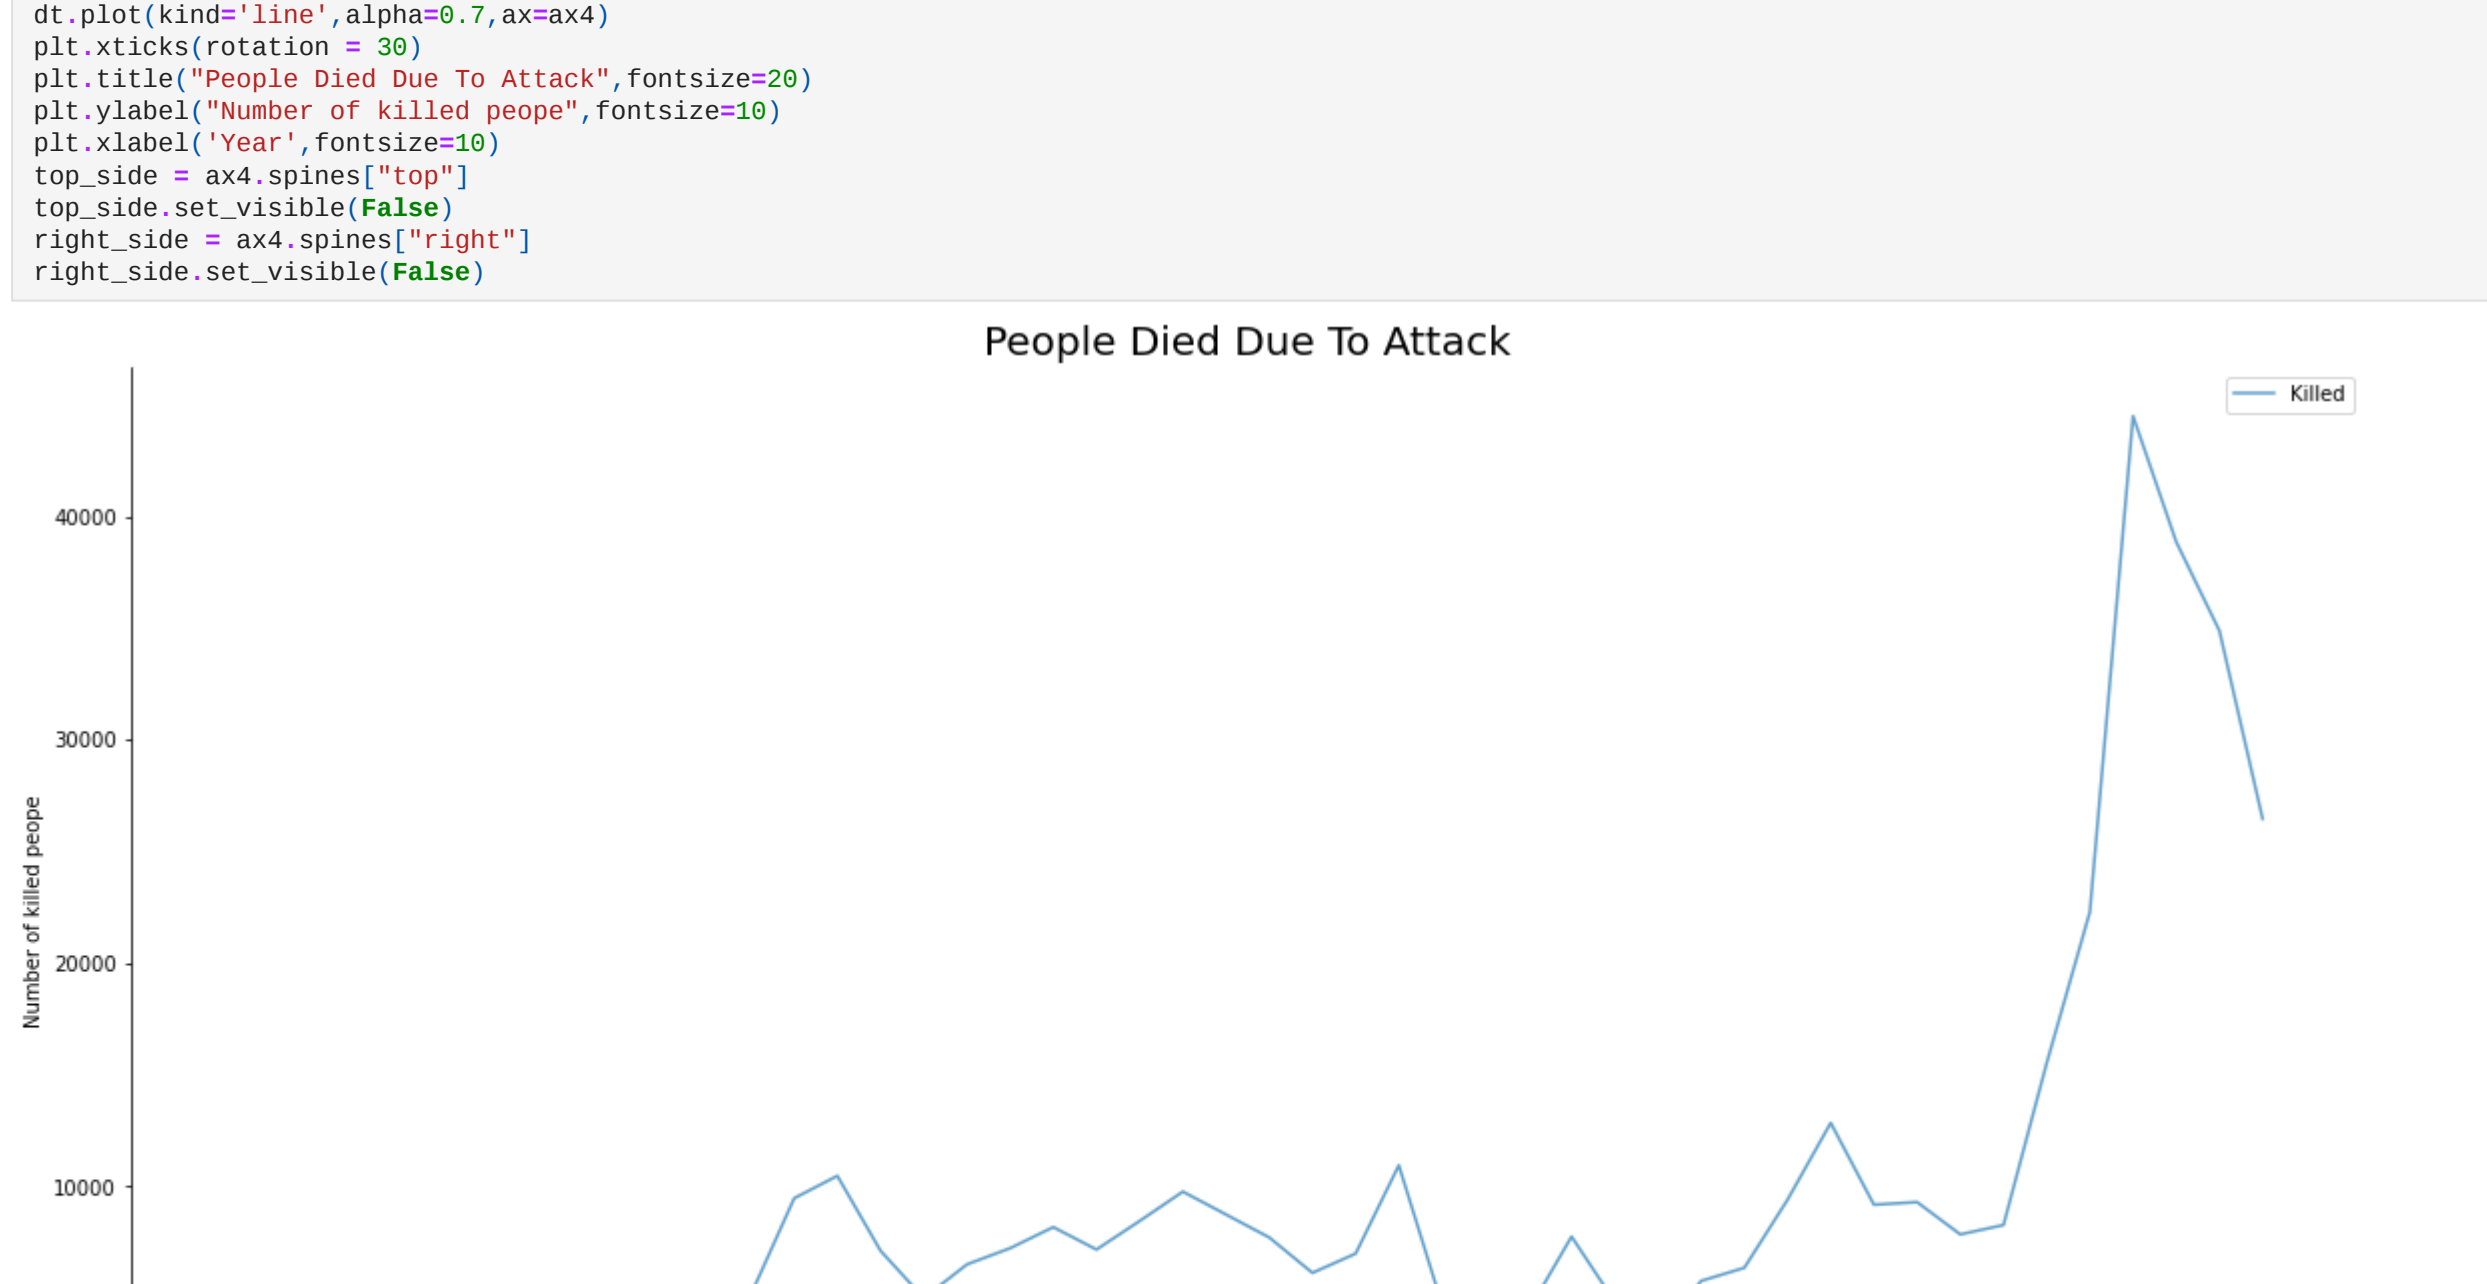 dt.plot(kind='line',alpha=0.7,ax=ax4)
plt.xticks(rotation = 30)
plt.title("People Died Due To Attack",fontsize=20)
plt.ylabel("Number of killed peope",fontsize=10)
plt.xlabel('Year',fontsize=10)
top_side = ax4.spines["top"]
top_side.set_visible(False)
right_side = ax4.spines["right"]
right_side.set_visible(False)
People Died Due To Attack
Killed
40000
30000
20000
10000
Number of killed peope